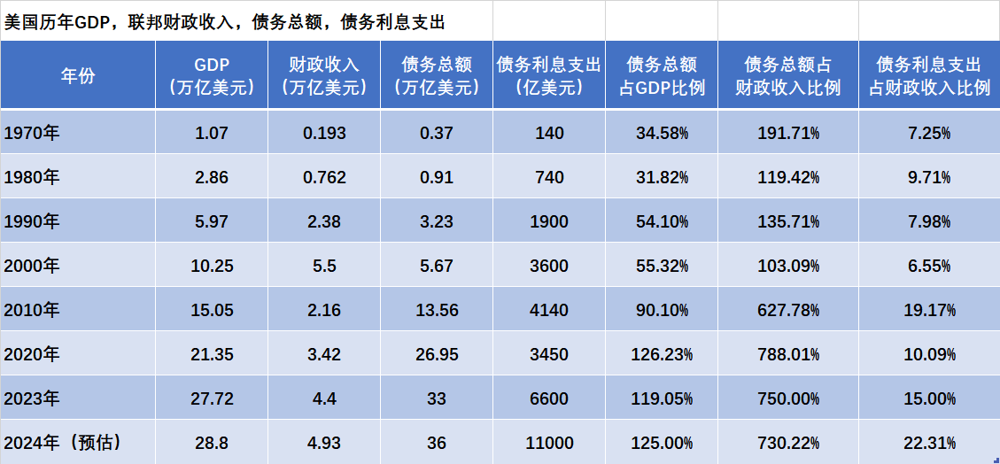 美国历年GDP，联邦财政收入，债务总额，债务利息支出
年份 GDP（万亿美元） 财政收入（万亿美元） 债务总额（万亿美元） 债务利息支出（亿美元） 债务总额占GDP比例 债务总额占财政收入比例 债务利息支出占财政收入比例
1970年 1.07 0.193 0.37 140 34.58% 191.71% 7.25%
1980年 2.86 0.762 0.91 740 31.82% 119.42% 9.71%
1990年 5.97 2.38 3.23 1900 54.10% 135.71% 7.98%
2000年 10.25 5.5 5.67 3600 55.32% 103.09% 6.55%
2010年 15.05 2.16 13.56 4140 90.10% 627.78% 19.17%
2020年 21.35 3.42 26.95 3450 126.23% 788.01% 10.09%
2023年 27.72 4.4 33 6600 119.05% 750.00% 15.00%
2024年（预估） 28.8 4.93 36 11000 125.00% 730.22% 22.31%